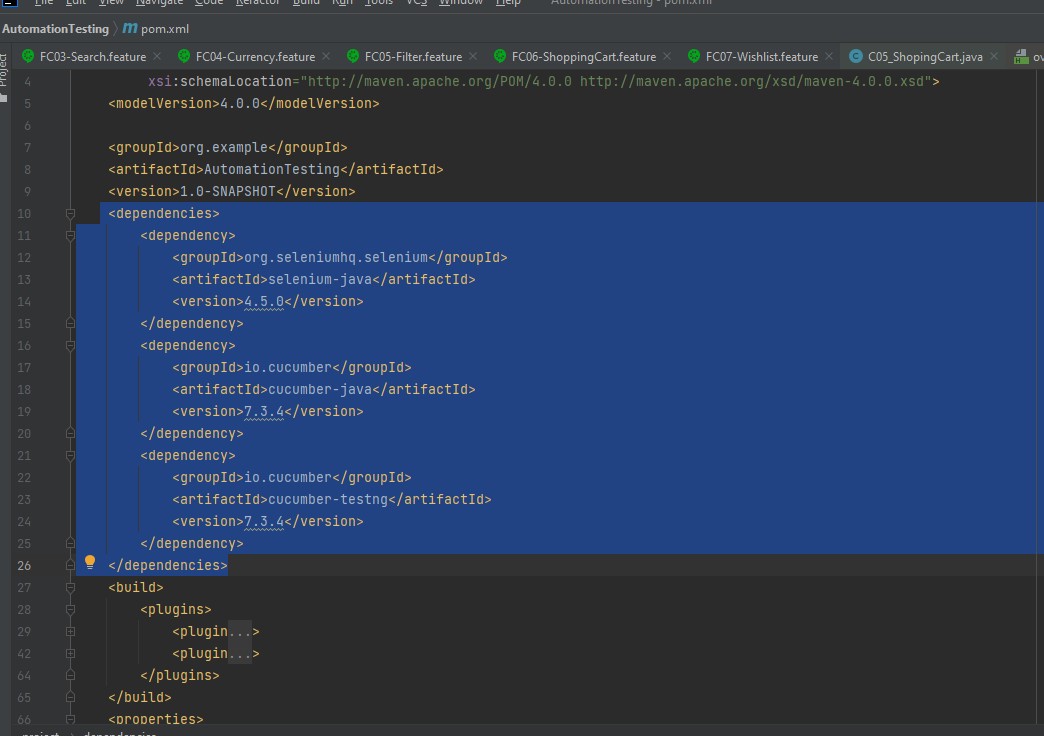 File Edit View Navigate Code Refactor Build Run Tools VCS Window Help AutomationTesting - pom.xml
AutomationTesting pom.xml
Project
FC03-Search.feature FC04-Currency.feature FC05-Filter.feature FC06-ShoppingCart.feature FC07-Wishlist.feature C05_ShopingCart.java
4 xsi:schemaLocation="http://maven.apache.org/POM/4.0.0 http://maven.apache.org/xsd/maven-4.0.0.xsd">
5 <modelVersion>4.0.0</modelVersion>
6
7 <groupId>org.example</groupId>
8 <artifactId>AutomationTesting</artifactId>
9 <version>1.0-SNAPSHOT</version>
10 <dependencies>
11 <dependency>
12 <groupId>org.seleniumhq.selenium</groupId>
13 <artifactId>selenium-java</artifactId>
14 <version>4.5.0</version>
15 </dependency>
16 <dependency>
17 <groupId>io.cucumber</groupId>
18 <artifactId>cucumber-java</artifactId>
19 <version>7.3.4</version>
20 </dependency>
21 <dependency>
22 <groupId>io.cucumber</groupId>
23 <artifactId>cucumber-testng</artifactId>
24 <version>7.3.4</version>
25 </dependency>
26 </dependencies>
27 <build>
28 <plugins>
29 <plugin...>
42 <plugin...>
64 </plugins>
65 </build>
66 <properties>
project dependencies